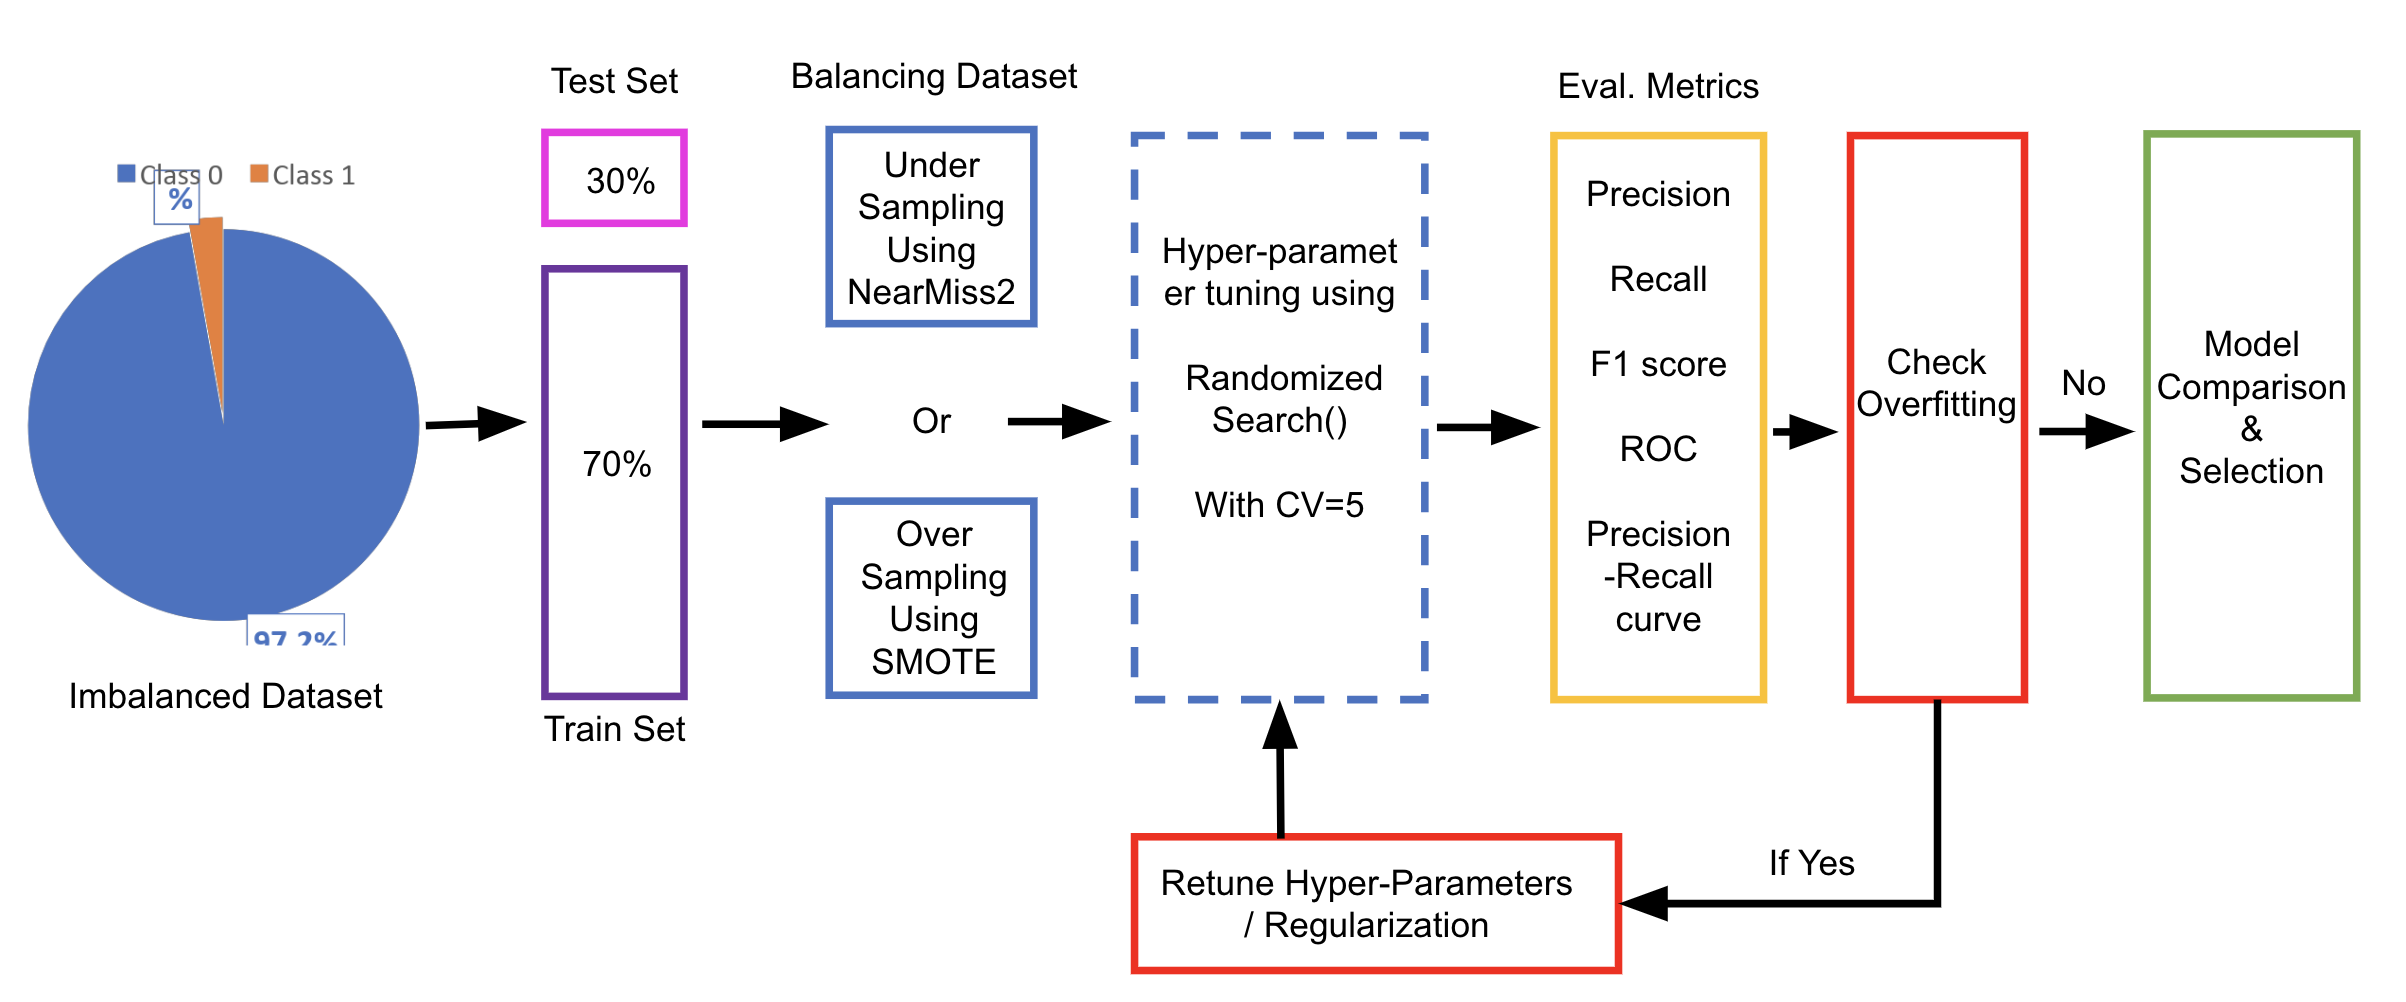 Class 0
Class 1
%
97.2%
Imbalanced Dataset
Test Set
30%
70%
Train Set
Balancing Dataset
Under
Sampling
Using
NearMiss2
Or
Over
Sampling
Using
SMOTE
Hyper-paramet
er tuning using
Randomized
Search()
With CV=5
Eval. Metrics
Precision
Recall
F1 score
ROC
Precision
-Recall
curve
Check
Overfitting
No
Model
Comparison
&
Selection
If Yes
Retune Hyper-Parameters
/ Regularization